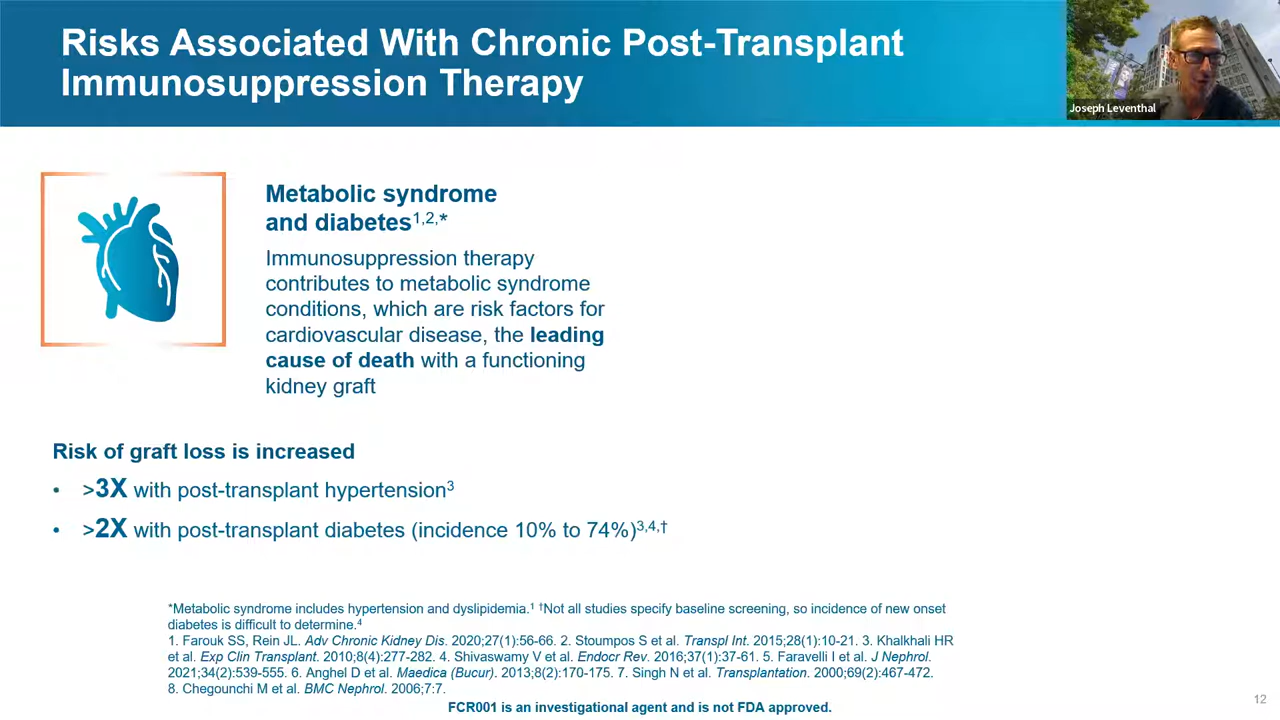 Risks Associated With Chronic Post-Transplant
Immunosuppression Therapy
Joseph Leventhal
Metabolic syndrome
and diabetes1,2,*
Immunosuppression therapy
contributes to metabolic syndrome
conditions, which are risk factors for
cardiovascular disease, the leading
cause of death with a functioning
kidney graft
Risk of graft loss is increased
• >3X with post-transplant hypertension3
• >2X with post-transplant diabetes (incidence 10% to 74%)3,4,†
*Metabolic syndrome includes hypertension and dyslipidemia.1 †Not all studies specify baseline screening, so incidence of new onset
diabetes is difficult to determine.4
1. Farouk SS, Rein JL. Adv Chronic Kidney Dis. 2020;27(1):56-66. 2. Stoumpos S et al. Transpl Int. 2015;28(1):10-21. 3. Khalkhali HR
et al. Exp Clin Transplant. 2010;8(4):277-282. 4. Shivaswamy V et al. Endocr Rev. 2016;37(1):37-61. 5. Faravelli I et al. J Nephrol.
2021;34(2):539-555. 6. Anghel D et al. Maedica (Bucur). 2013;8(2):170-175. 7. Singh N et al. Transplantation. 2000;69(2):467-472.
8. Chegounchi M et al. BMC Nephrol. 2006;7:7.
FCR001 is an investigational agent and is not FDA approved.
12